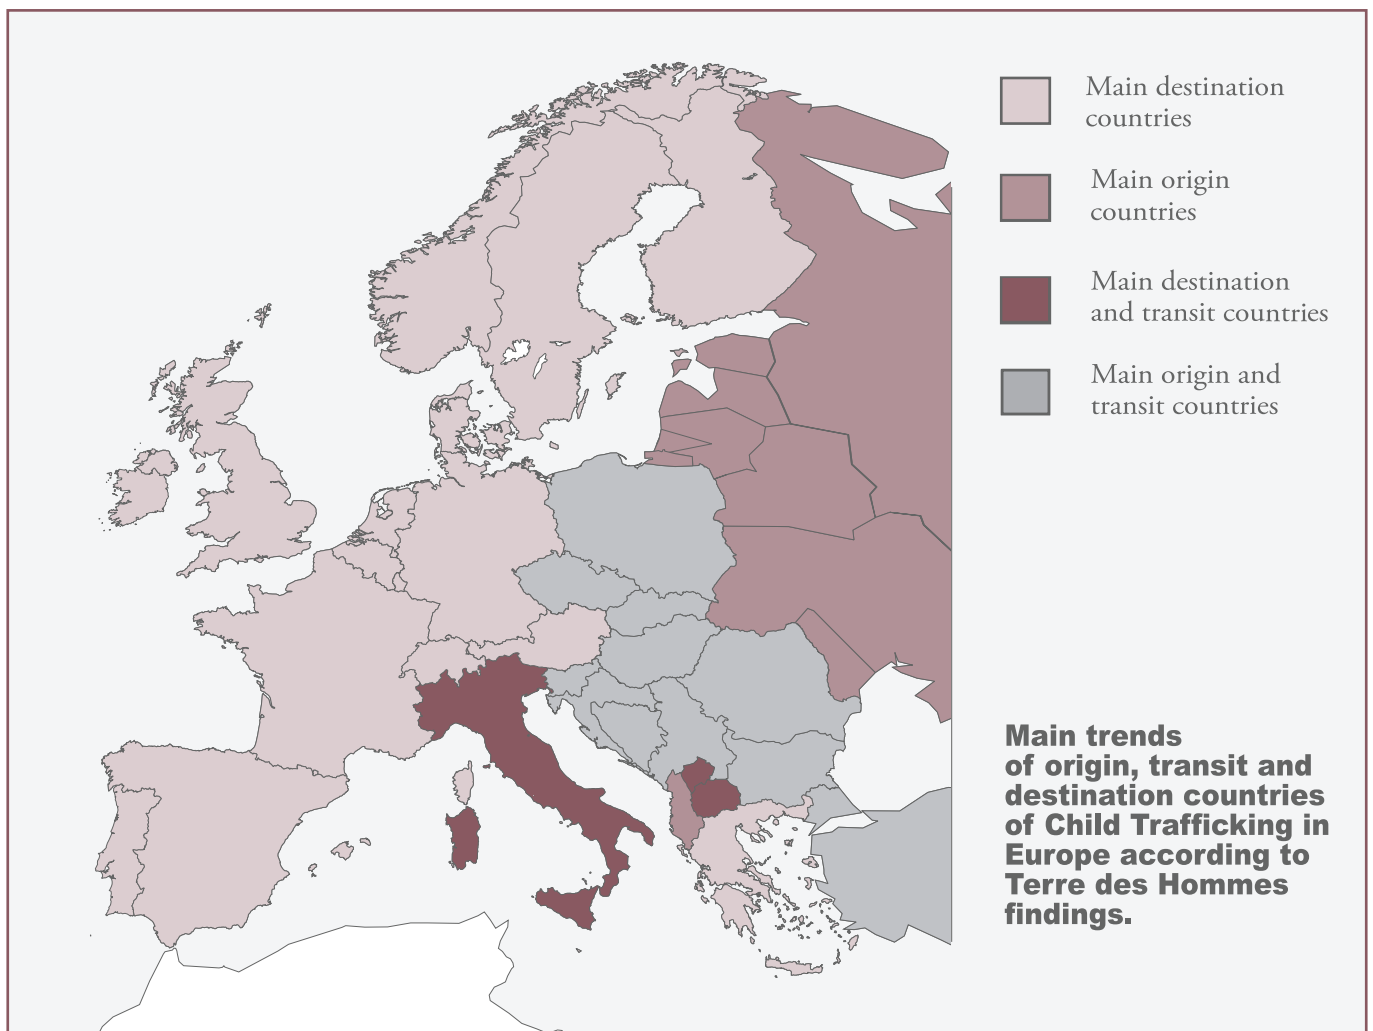 Main destination
countries
Main origin
countries
Main destination
and transit countries
Main origin and
transit countries
Main trends
of origin, transit and
destination countries
of Child Trafficking in
Europe according to
Terre des Hommes
findings.